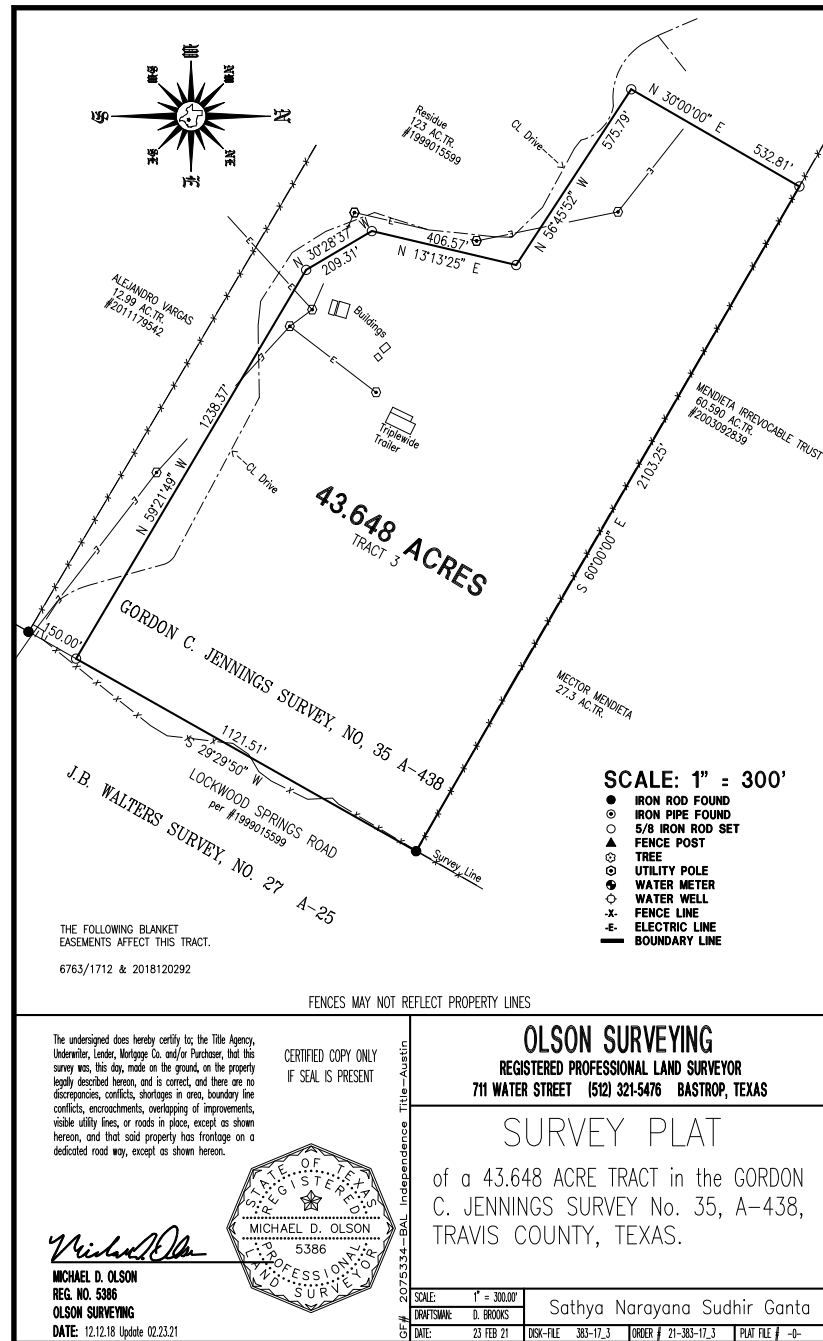 W
NW
SW
N
S
NE
SE
E
Residue
123 AC.TR.
#1999015599
CL Drive
N 30°00'00" E
532.81'
575.79'
N 56°45'52" W
406.57'
N 13°13'25" E
N 30°28'37" W
209.31'
ALEJANDRO VARGAS
12.99 AC.TR.
#2011179542
Buildings
Triplewide
Trailer
1238.37'
N 59°21'49" W
CL Drive
MENDIETA IRREVOCABLE TRUST
60.590 AC.TR.
#2003092839
2103.25'
S 60°00'00" E
43.648 ACRES
TRACT 3
150.00'
GORDON C. JENNINGS SURVEY, NO, 35 A-438
MECTOR MENDIETA
27.3 AC.TR.
1121.51'
S 29°29'50" W
LOCKWOOD SPRINGS ROAD
per #1999015599
J.B. WALTERS SURVEY, NO. 27 A-25
Survey Line
SCALE: 1" = 300'
IRON ROD FOUND
IRON PIPE FOUND
5/8 IRON ROD SET
FENCE POST
TREE
UTILITY POLE
WATER METER
WATER WELL
-X- FENCE LINE
-E- ELECTRIC LINE
BOUNDARY LINE
THE FOLLOWING BLANKET
EASEMENTS AFFECT THIS TRACT.
6763/1712 & 2018120292
FENCES MAY NOT REFLECT PROPERTY LINES
The undersigned does hereby certify to; the Title Agency,
Underwriter, Lender, Mortgage Co. and/or Purchaser, that this
survey was, this day, made on the ground, on the property
legally described hereon, and is correct, and there are no
discrepancies, conflicts, shortages in area, boundary line
conflicts, encroachments, overlapping of improvements,
visible utility lines, or roads in place, except as shown
hereon, and that said property has frontage on a
dedicated road way, except as shown hereon.
CERTIFIED COPY ONLY
IF SEAL IS PRESENT
STATE OF TEXAS
REGISTERED
MICHAEL D. OLSON
5386
PROFESSIONAL
LAND SURVEYOR
Michael D. Olson
MICHAEL D. OLSON
REG. NO. 5386
OLSON SURVEYING
DATE: 12.12.18 Update 02.23.21
GF# 2075334-BAL Independence Title-Austin
OLSON SURVEYING
REGISTERED PROFESSIONAL LAND SURVEYOR
711 WATER STREET (512) 321-5476 BASTROP, TEXAS
SURVEY PLAT
of a 43.648 ACRE TRACT in the GORDON
C. JENNINGS SURVEY No. 35, A-438,
TRAVIS COUNTY, TEXAS.
SCALE: 1" = 300.00'
DRAFTSMAN: D. BROOKS
Sathya Narayana Sudhir Ganta
DATE: 23 FEB 21 DISK-FILE 383-17_3 ORDER # 21-383-17_3 PLAT FILE # -0-